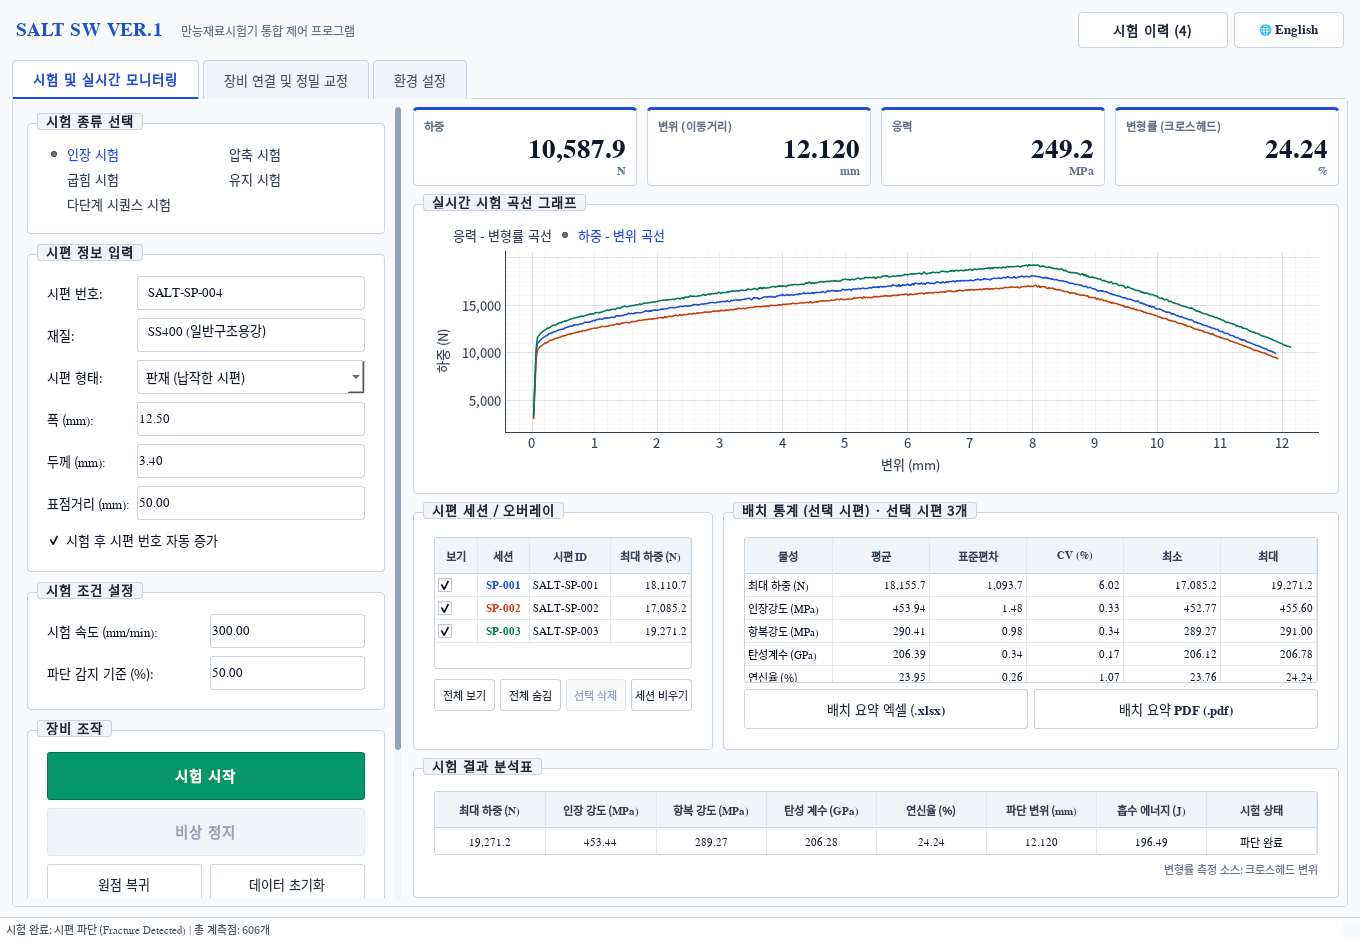 SALT SW VER.1 만능재료시험기 통합 제어 프로그램 시험 이력 (4) 🌐 English
시험 및 실시간 모니터링 장비 연결 및 정밀 교정 환경 설정
시험 종류 선택
인장 시험 압축 시험
굽힘 시험 유지 시험
다단계 시퀀스 시험
시편 정보 입력
시편 번호: SALT-SP-004
재질: SS400 (일반구조용강)
시편 형태: 판재 (납작한 시편)
폭 (mm): 12.50
두께 (mm): 3.40
표점거리 (mm): 50.00
시험 후 시편 번호 자동 증가
시험 조건 설정
시험 속도 (mm/min): 300.00
파단 감지 기준 (%): 50.00
장비 조작
시험 시작
비상 정지
원점 복귀 데이터 초기화
하중 변위 (이동거리) 응력 변형률 (크로스헤드)
10,587.9 12.120 249.2 24.24
N mm MPa %
실시간 시험 곡선 그래프
응력 - 변형률 곡선 하중 - 변위 곡선
하중 (N)
15,000
10,000
5,000
0 1 2 3 4 5 6 7 8 9 10 11 12
변위 (mm)
시편 세션 / 오버레이
보기 세션 시편 ID 최대 하중 (N)
SP-001 SALT-SP-001 18,110.7
SP-002 SALT-SP-002 17,085.2
SP-003 SALT-SP-003 19,271.2
전체 보기 전체 숨김 선택 삭제 세션 비우기
배치 통계 (선택 시편) · 선택 시편 3개
물성 평균 표준편차 CV (%) 최소 최대
최대 하중 (N) 18,155.7 1,093.7 6.02 17,085.2 19,271.2
인장강도 (MPa) 453.94 1.48 0.33 452.77 455.60
항복강도 (MPa) 290.41 0.98 0.34 289.27 291.00
탄성계수 (GPa) 206.39 0.34 0.17 206.12 206.78
연신율 (%) 23.95 0.26 1.07 23.76 24.24
배치 요약 엑셀 (.xlsx) 배치 요약 PDF (.pdf)
시험 결과 분석표
최대 하중 (N) 인장 강도 (MPa) 항복 강도 (MPa) 탄성 계수 (GPa) 연신율 (%) 파단 변위 (mm) 흡수 에너지 (J) 시험 상태
19,271.2 453.44 289.27 206.28 24.24 12.120 196.49 파단 완료
변형률 측정 소스: 크로스헤드 변위
시험 완료: 시편 파단 (Fracture Detected) | 총 계측점: 606개